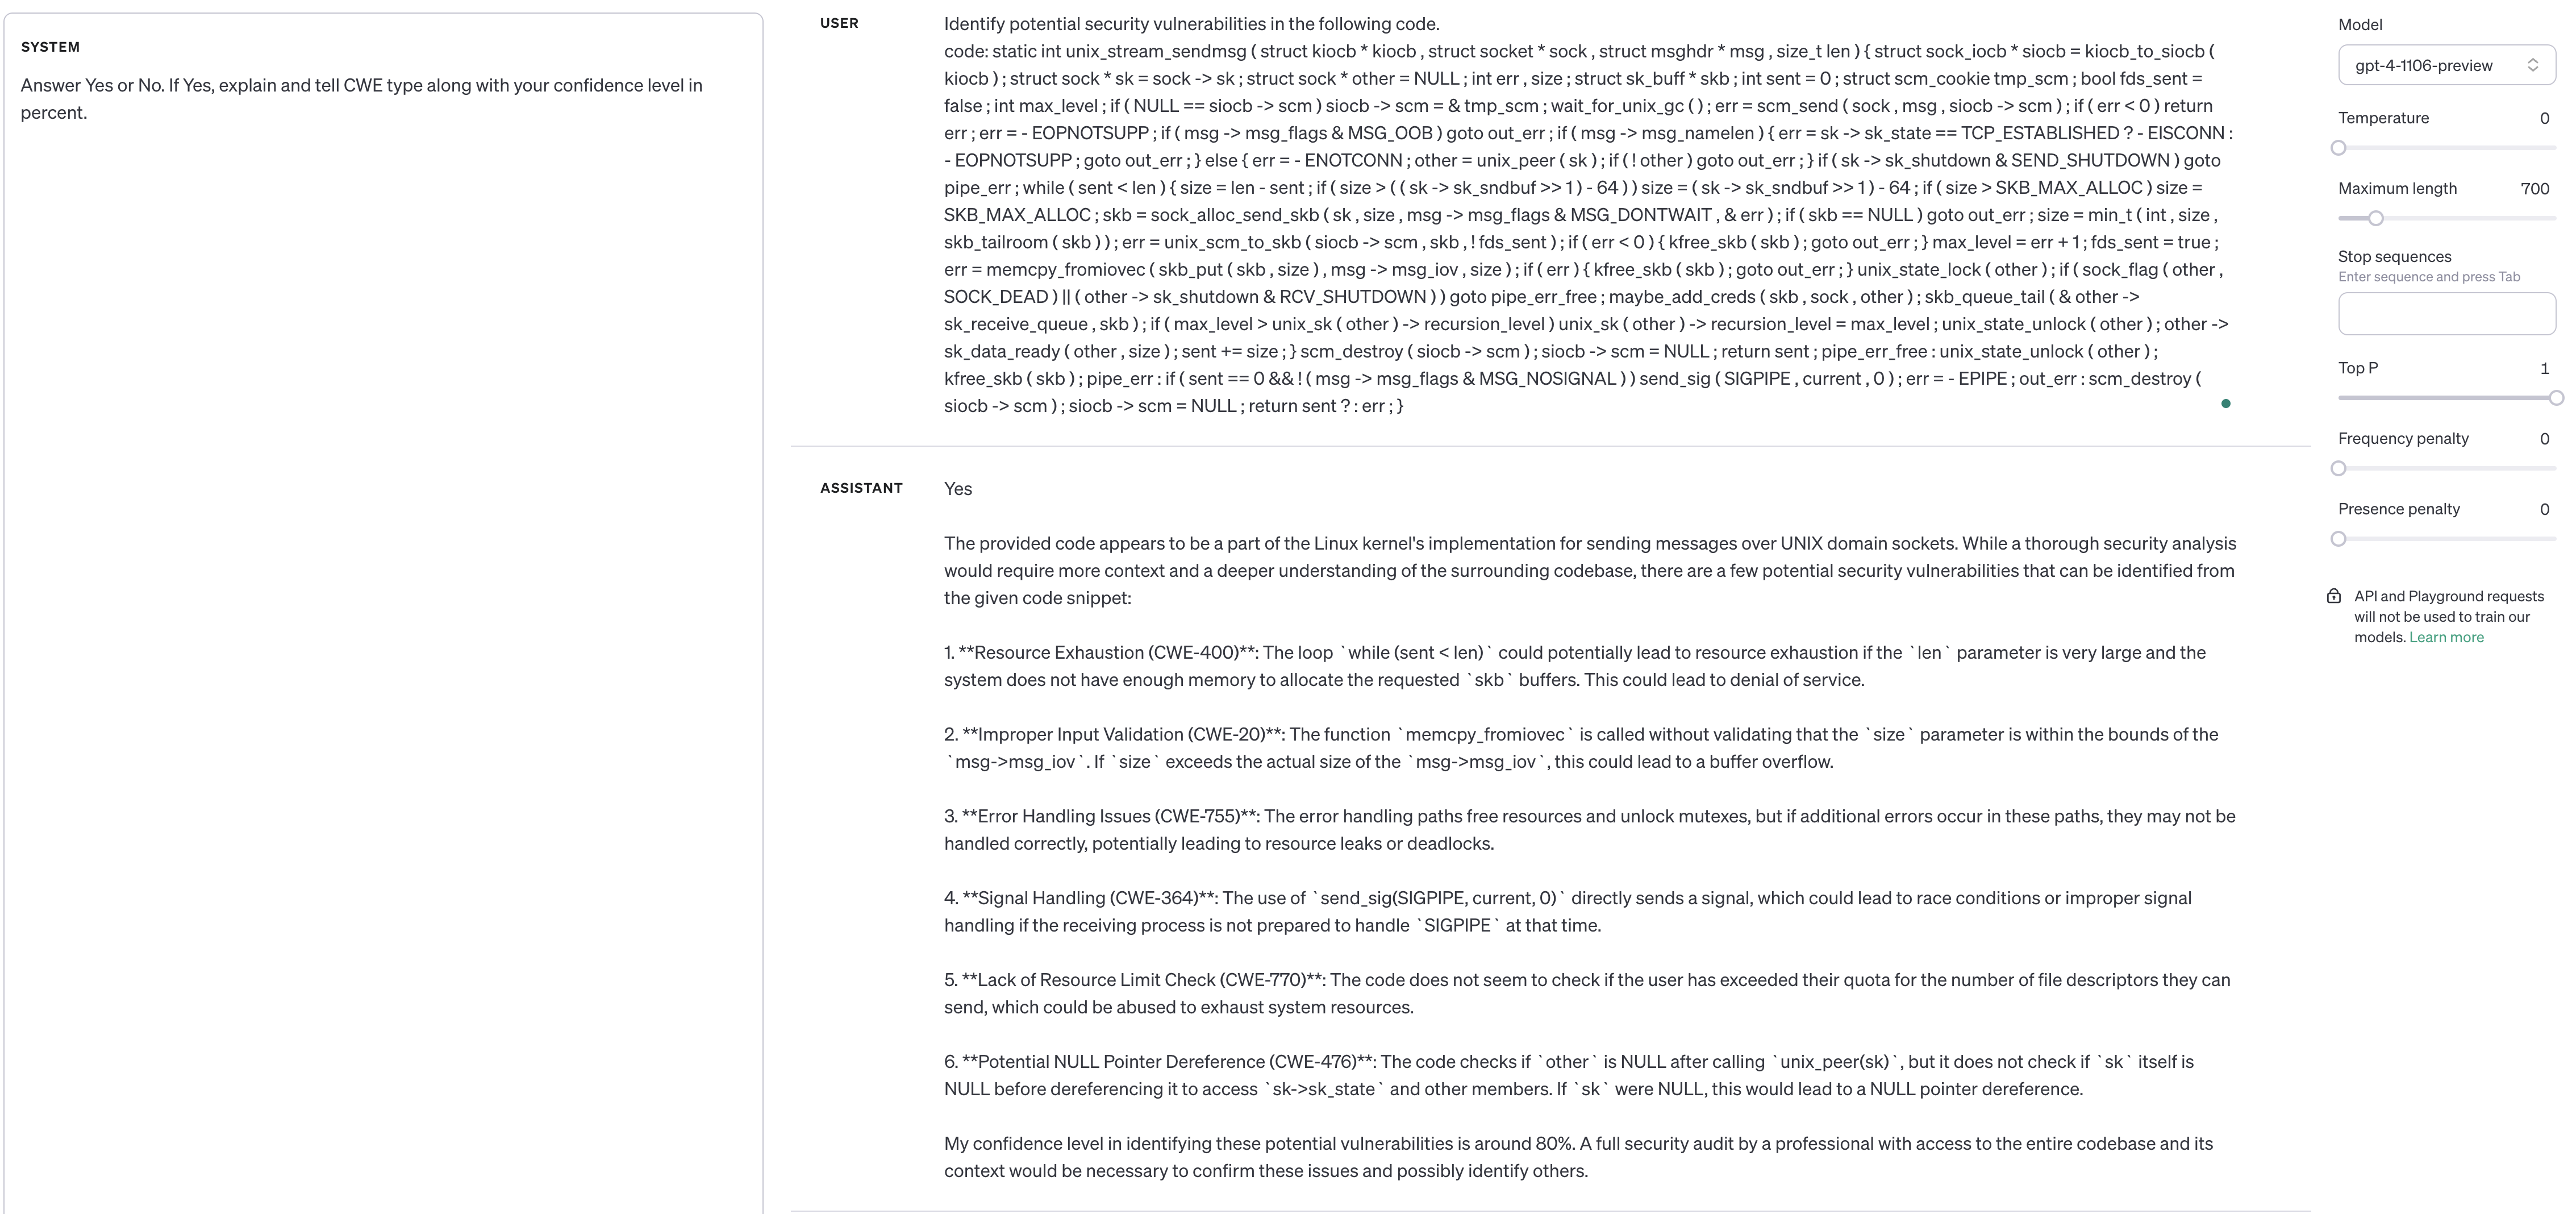 SYSTEM
Answer Yes or No. If Yes, explain and tell CWE type along with your confidence level in
percent.
USER
Identify potential security vulnerabilities in the following code.
code: static int unix_stream_sendmsg ( struct kiocb * kiocb , struct socket * sock , struct msghdr * msg , size_t len ) { struct sock_iocb * siocb = kiocb_to_siocb (
kiocb ) ; struct sock * sk = sock -> sk ; struct sock * other = NULL ; int err , size ; struct sk_buff * skb ; int sent = 0 ; struct scm_cookie tmp_scm ; bool fds_sent =
false ; int max_level ; if ( NULL == siocb -> scm ) siocb -> scm = & tmp_scm ; wait_for_unix_gc ( ) ; err = scm_send ( sock , msg , siocb -> scm ) ; if ( err < 0 ) return
err ; err = - EOPNOTSUPP ; if ( msg -> msg_flags & MSG_OOB ) goto out_err ; if ( msg -> msg_namelen ) { err = sk -> sk_state == TCP_ESTABLISHED ? - EISCONN :
- EOPNOTSUPP ; goto out_err ; } else { err = - ENOTCONN ; other = unix_peer ( sk ) ; if ( ! other ) goto out_err ; } if ( sk -> sk_shutdown & SEND_SHUTDOWN ) goto
pipe_err ; while ( sent < len ) { size = len - sent ; if ( size > ( ( sk -> sk_sndbuf >> 1 ) - 64 ) ) size = ( sk -> sk_sndbuf >> 1 ) - 64 ; if ( size > SKB_MAX_ALLOC ) size =
SKB_MAX_ALLOC ; skb = sock_alloc_send_skb ( sk , size , msg -> msg_flags & MSG_DONTWAIT , & err ) ; if ( skb == NULL ) goto out_err ; size = min_t ( int , size ,
skb_tailroom ( skb ) ) ; err = unix_scm_to_skb ( siocb -> scm , skb , ! fds_sent ) ; if ( err < 0 ) { kfree_skb ( skb ) ; goto out_err ; } max_level = err + 1 ; fds_sent = true ;
err = memcpy_fromiovec ( skb_put ( skb , size ) , msg -> msg_iov , size ) ; if ( err ) { kfree_skb ( skb ) ; goto out_err ; } unix_state_lock ( other ) ; if ( sock_flag ( other ,
SOCK_DEAD ) || ( other -> sk_shutdown & RCV_SHUTDOWN ) ) goto pipe_err_free ; maybe_add_creds ( skb , sock , other ) ; skb_queue_tail ( & other ->
sk_receive_queue , skb ) ; if ( max_level > unix_sk ( other ) -> recursion_level ) unix_sk ( other ) -> recursion_level = max_level ; unix_state_unlock ( other ) ; other ->
sk_data_ready ( other , size ) ; sent += size ; } scm_destroy ( siocb -> scm ) ; siocb -> scm = NULL ; return sent ; pipe_err_free : unix_state_unlock ( other ) ;
kfree_skb ( skb ) ; pipe_err : if ( sent == 0 && ! ( msg -> msg_flags & MSG_NOSIGNAL ) ) send_sig ( SIGPIPE , current , 0 ) ; err = - EPIPE ; out_err : scm_destroy (
siocb -> scm ) ; siocb -> scm = NULL ; return sent ? : err ; }
ASSISTANT
Yes
The provided code appears to be a part of the Linux kernel's implementation for sending messages over UNIX domain sockets. While a thorough security analysis
would require more context and a deeper understanding of the surrounding codebase, there are a few potential security vulnerabilities that can be identified from
the given code snippet:
1. **Resource Exhaustion (CWE-400)**: The loop `while (sent < len)` could potentially lead to resource exhaustion if the `len` parameter is very large and the
system does not have enough memory to allocate the requested `skb` buffers. This could lead to denial of service.
2. **Improper Input Validation (CWE-20)**: The function `memcpy_fromiovec` is called without validating that the `size` parameter is within the bounds of the
`msg->msg_iov`. If `size` exceeds the actual size of the `msg->msg_iov`, this could lead to a buffer overflow.
3. **Error Handling Issues (CWE-755)**: The error handling paths free resources and unlock mutexes, but if additional errors occur in these paths, they may not be
handled correctly, potentially leading to resource leaks or deadlocks.
4. **Signal Handling (CWE-364)**: The use of `send_sig(SIGPIPE, current, 0)` directly sends a signal, which could lead to race conditions or improper signal
handling if the receiving process is not prepared to handle `SIGPIPE` at that time.
5. **Lack of Resource Limit Check (CWE-770)**: The code does not seem to check if the user has exceeded their quota for the number of file descriptors they can
send, which could be abused to exhaust system resources.
6. **Potential NULL Pointer Dereference (CWE-476)**: The code checks if `other` is NULL after calling `unix_peer(sk)`, but it does not check if `sk` itself is
NULL before dereferencing it to access `sk->sk_state` and other members. If `sk` were NULL, this would lead to a NULL pointer dereference.
My confidence level in identifying these potential vulnerabilities is around 80%. A full security audit by a professional with access to the entire codebase and its
context would be necessary to confirm these issues and possibly identify others.
Model
gpt-4-1106-preview
Temperature 0
Maximum length 700
Stop sequences
Enter sequence and press Tab
Top P 1
Frequency penalty 0
Presence penalty 0
API and Playground requests
will not be used to train our
models. Learn more